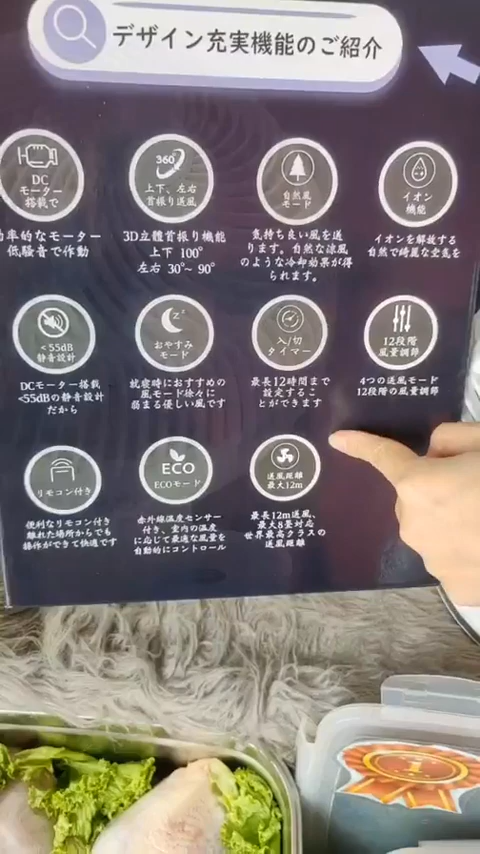 デザイン充実機能のご紹介
DC
モーター
搭載で
率的なモーター
低騒音で作動
360°
上下、左右
首振り送風
3D立體首振り機能
上下 100°
左右 30°~ 90°
自然風
モード
気持ち良い風を送
ります。自然な涼風
のような冷却効果が得
られます。
イオン
機能
イオンを解放する
自然で綺麗な空気を
<55dB
静音設計
DCモーター搭載
<55dBの静音設計
だから
おやすみ
モード
就寝時におすすめの
風モード徐々に
弱まる優しい風です
入/切
タイマー
最長12時間まで
設定するこ
とができます
12段階
風量調節
4つの送風モード
12段階の風量調節
リモコン付き
便利なリモコン付き
離れた場所からでも
操作ができて快適です
ECO
ECOモード
赤外線温度センサー
付き、室内の温度
に応じて最適な風量を
自動的にコントロール
送風距離
最大12m
最長12m送風、
最大8畳対応
世界最高クラスの
送風距離
1